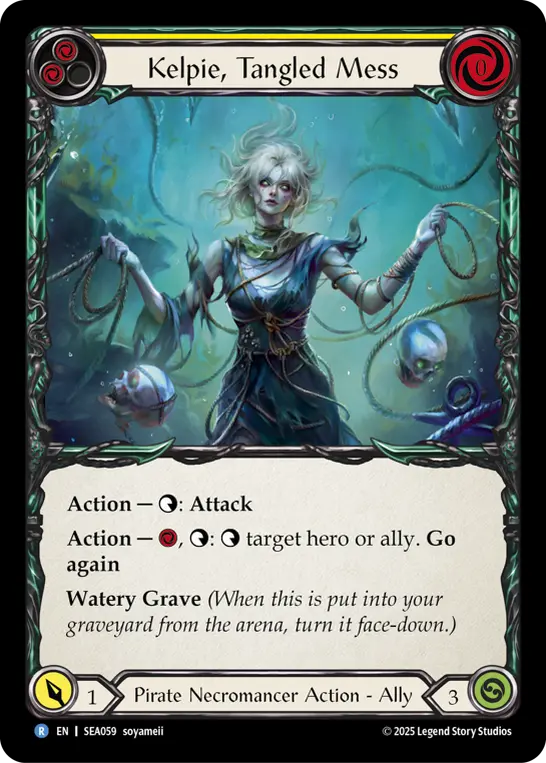 0
Kelpie, Tangled Mess
Action — : Attack
Action — , : target hero or ally. Go
again
Watery Grave (When this is put into your
graveyard from the arena, turn it face-down.)
1
Pirate Necromancer Action - Ally
3
R EN | SEA059 soyameii
© 2025 Legend Story Studios